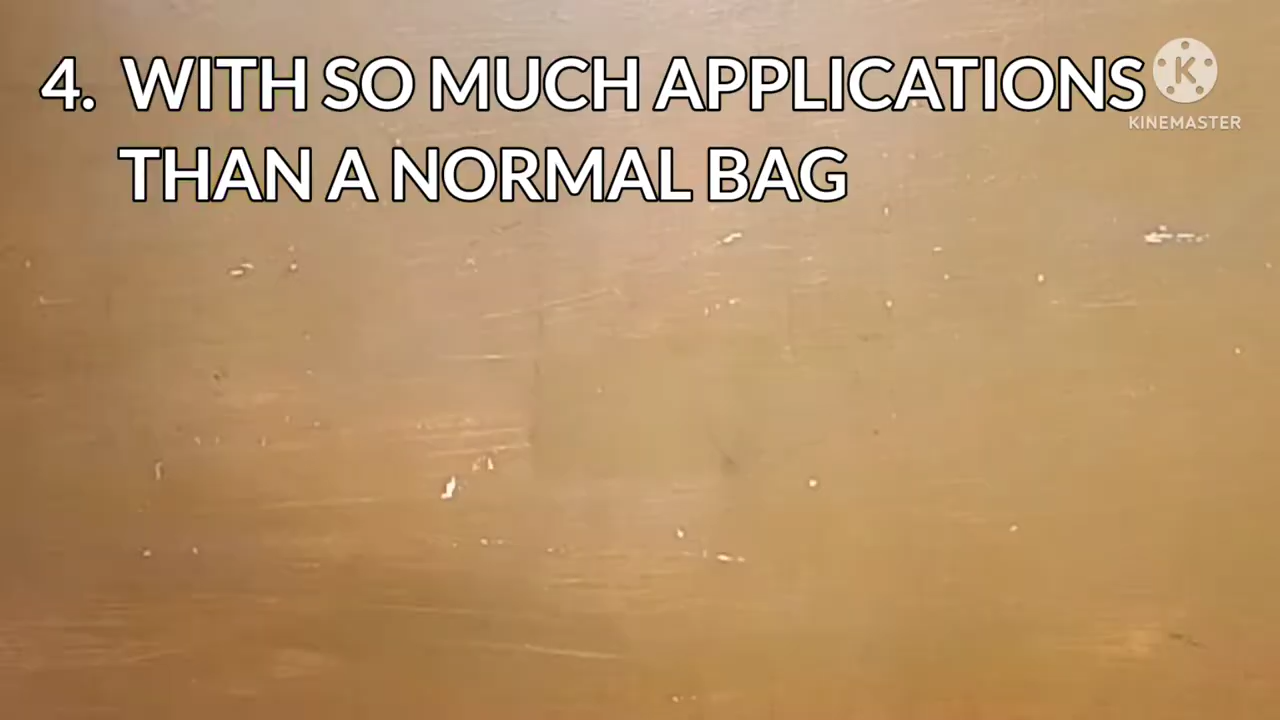 4. WITH SO MUCH APPLICATIONS
THAN A NORMAL BAG
K
KINEMASTER